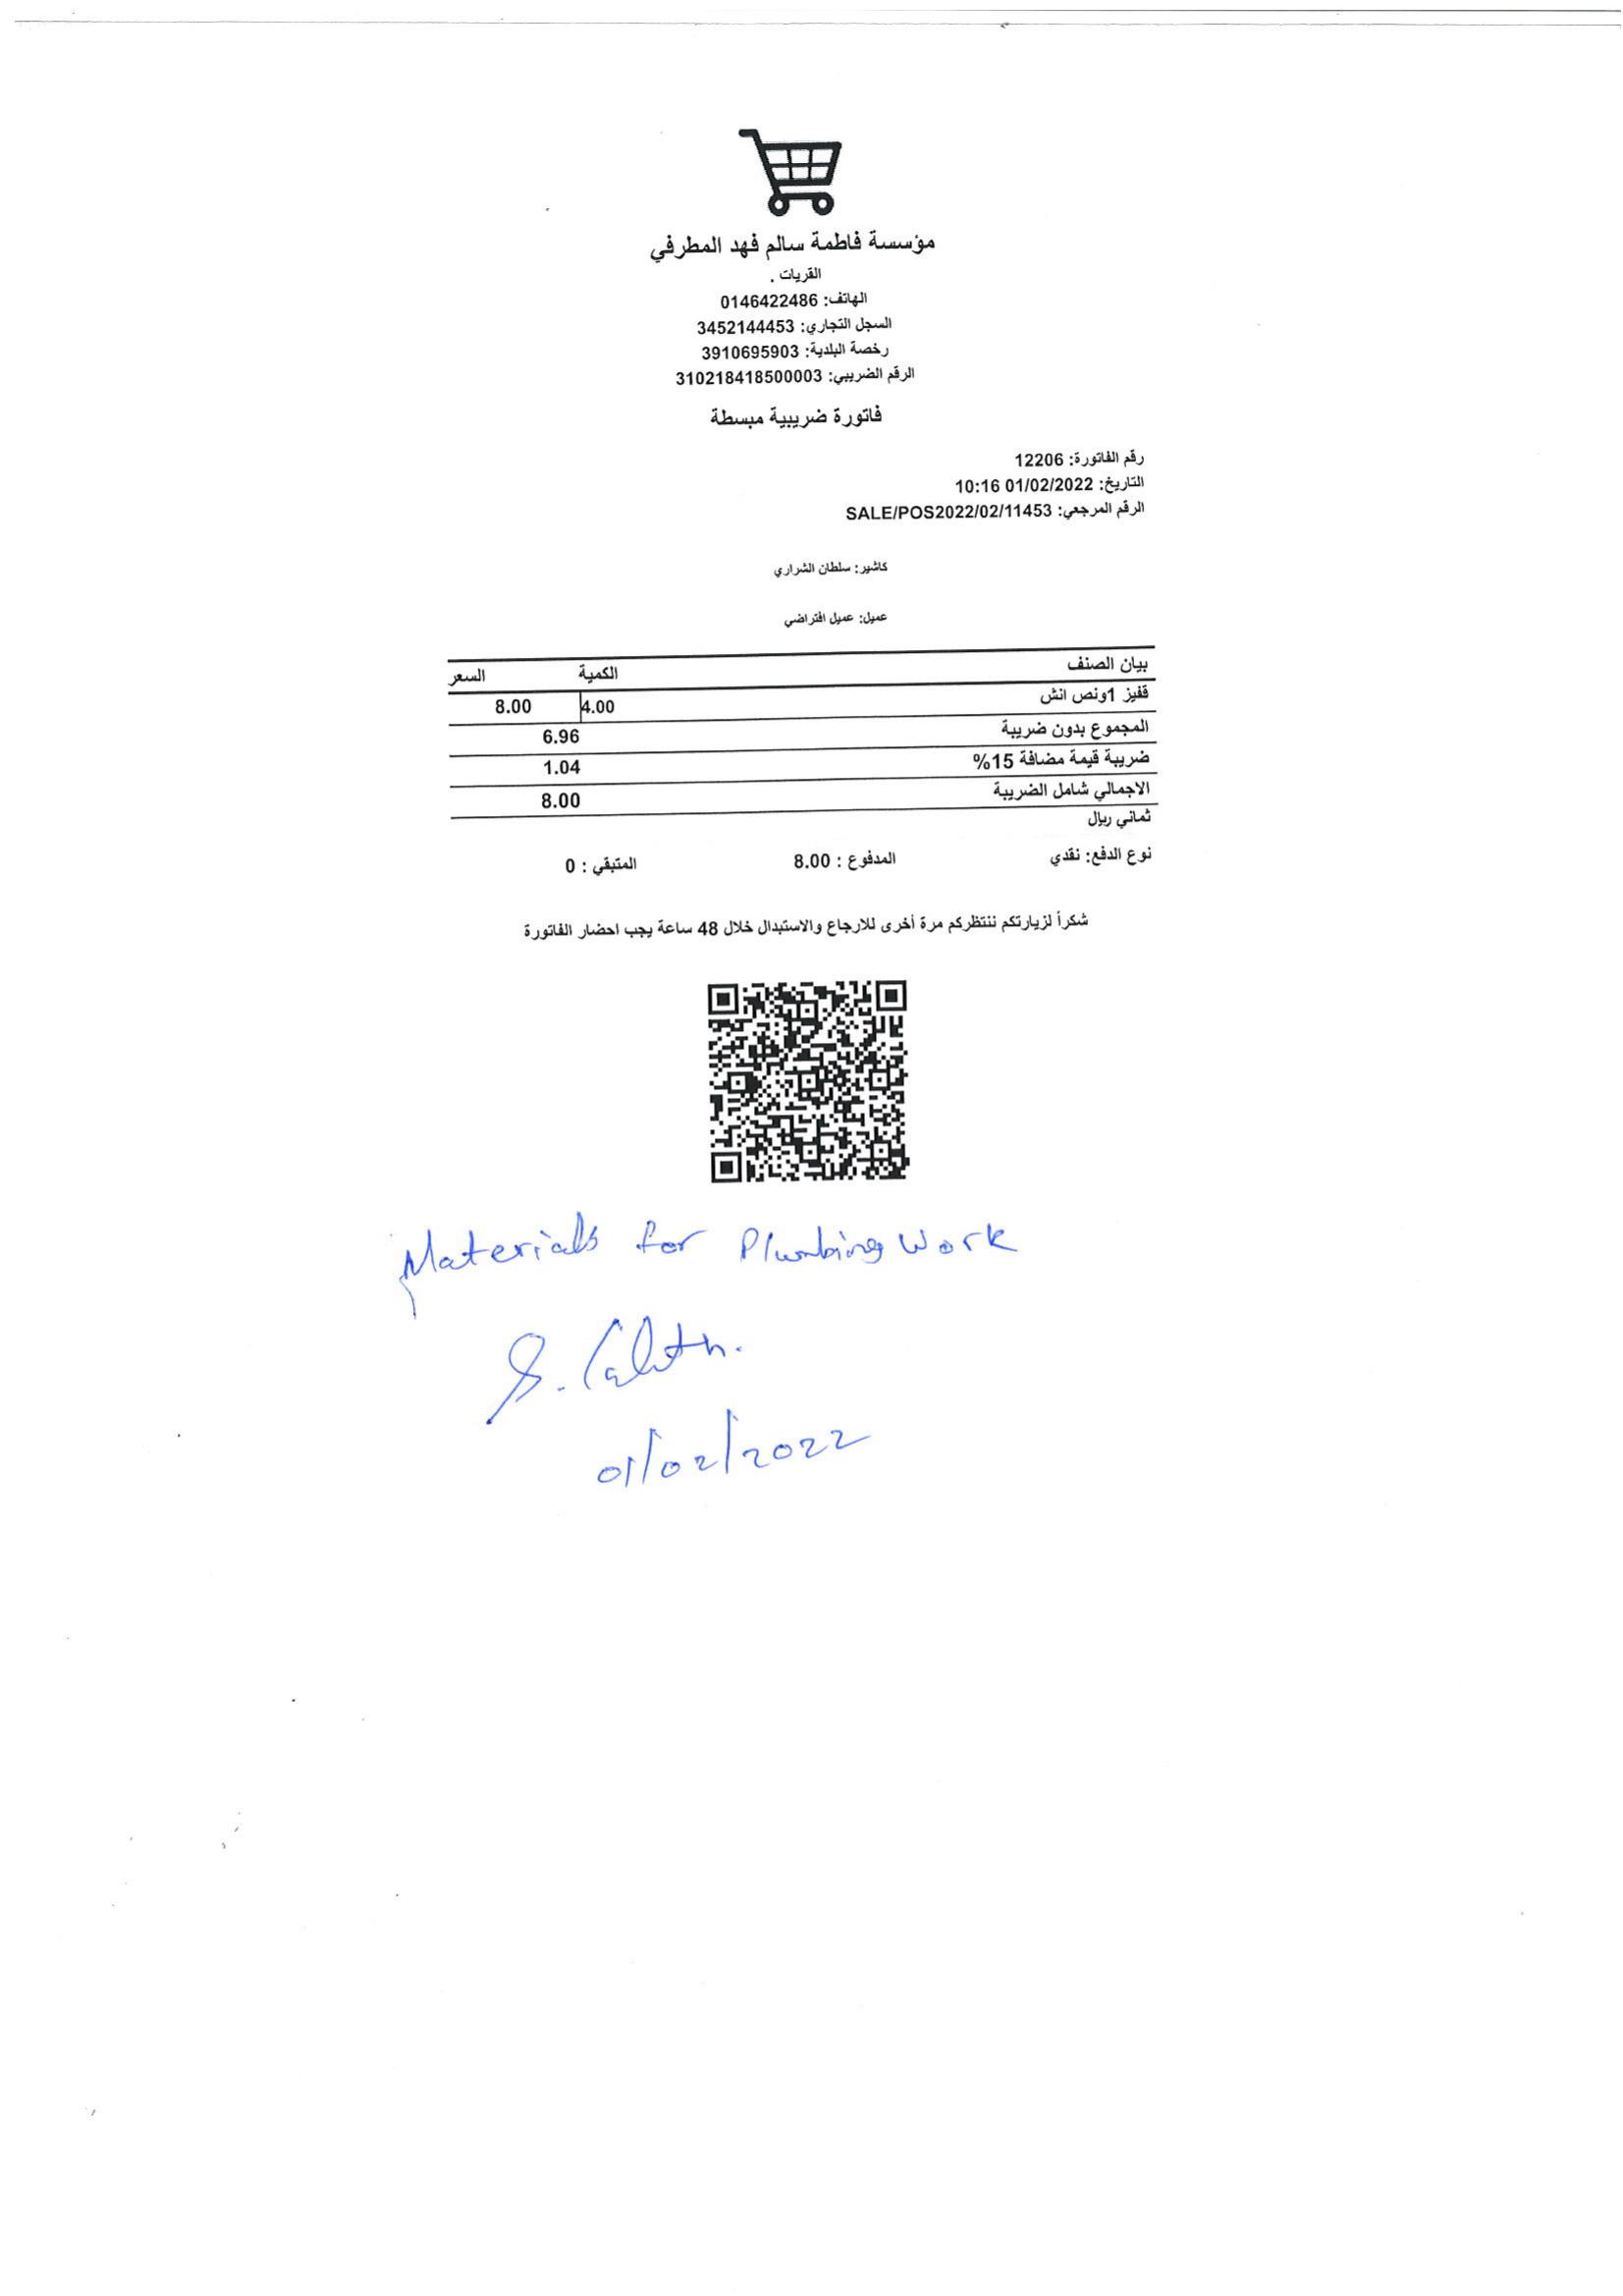 مؤسسة فاطمة سالم فهد المطرفي
القريات .
الهاتف: 0146422486
السجل التجاري: 3452144453
رخصة البلدية: 3910695903
الرقم الضريبي: 310218418500003
فاتورة ضريبية مبسطة
رقم الفاتورة: 12206
التاريخ: 01/02/2022 10:16
الرقم المرجعي: SALE/POS2022/02/11453
كاشير: سلطان الشراري
عميل: عميل افتراضي
بيان الصنف الكمية السعر
قفيز 1ونص انش 4.00 8.00
المجموع بدون ضريبة 6.96
ضريبة قيمة مضافة 15% 1.04
الاجمالي شامل الضريبة 8.00
ثماني ريال
نوع الدفع: نقدي المدفوع : 8.00 المتبقي : 0
شكراً لزيارتكم ننتظركم مرة أخرى للارجاع والاستبدال خلال 48 ساعة يجب احضار الفاتورة
Materials for Plumbing Work
01/02/2022